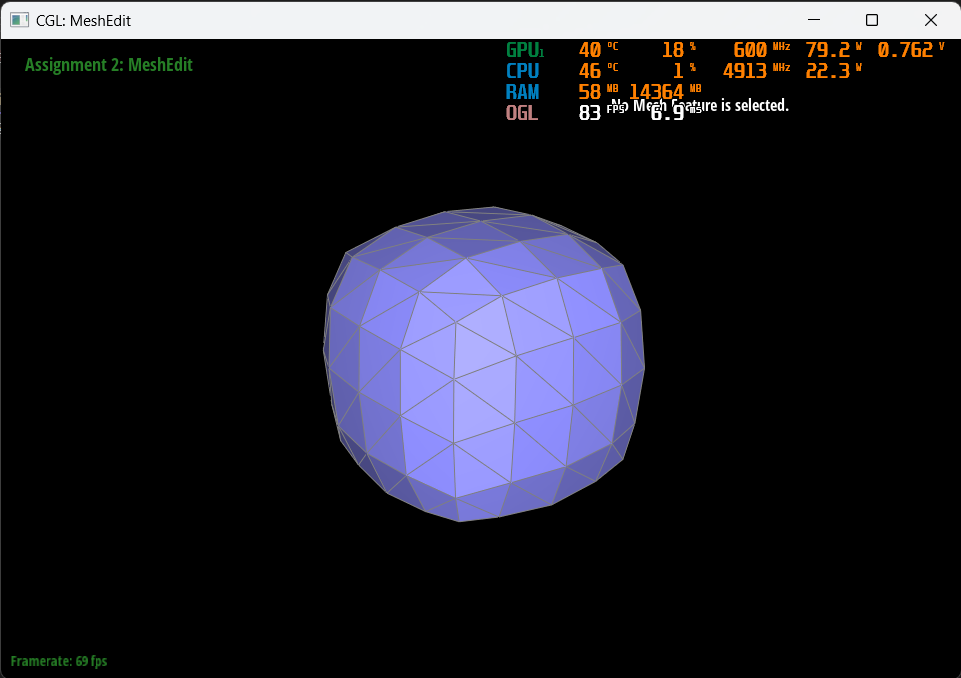 CGL: MeshEdit
Assignment 2: MeshEdit
GPU1 40 °C 18 % 600 MHz 79.2 W 0.762 V
CPU 46 °C 1 % 4913 MHz 22.3 W
RAM 58 MB 14364 MB
No Mesh Feature is selected.
OGL 83 FPS 6.9 ms
Framerate: 69 fps